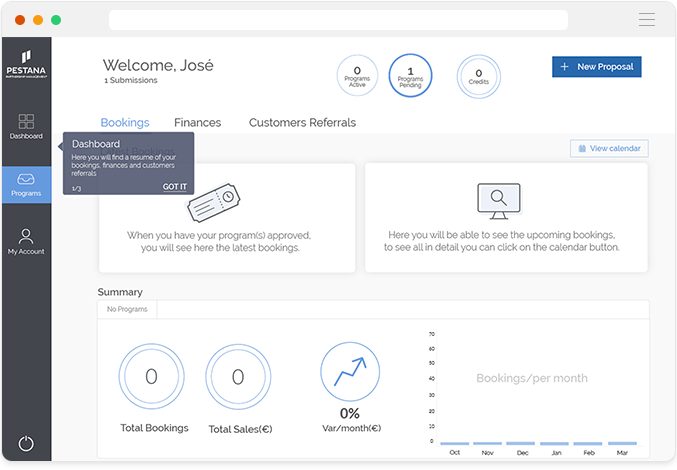 PESTANA
Dashboard
Programs
My Account
Welcome, José
1 Submissions
0
Programs
Active
1
Programs
Pending
0
Credits
+ New Proposal
Bookings
Finances
Customers Referrals
Dashboard
Here you will find a resume of your
bookings, finances and customers
referrals
1/3
GOT IT
View calendar
When you have your program(s) approved,
you will see here the latest bookings.
Here you will be able to see the upcoming bookings,
to see all in detail you can click on the calendar button.
Summary
No Programs
0
Total Bookings
0
Total Sales(€)
0%
Var/month(€)
Bookings/per month
70
60
50
40
30
20
10
0
Oct
Nov
Dec
Jan
Feb
Mar